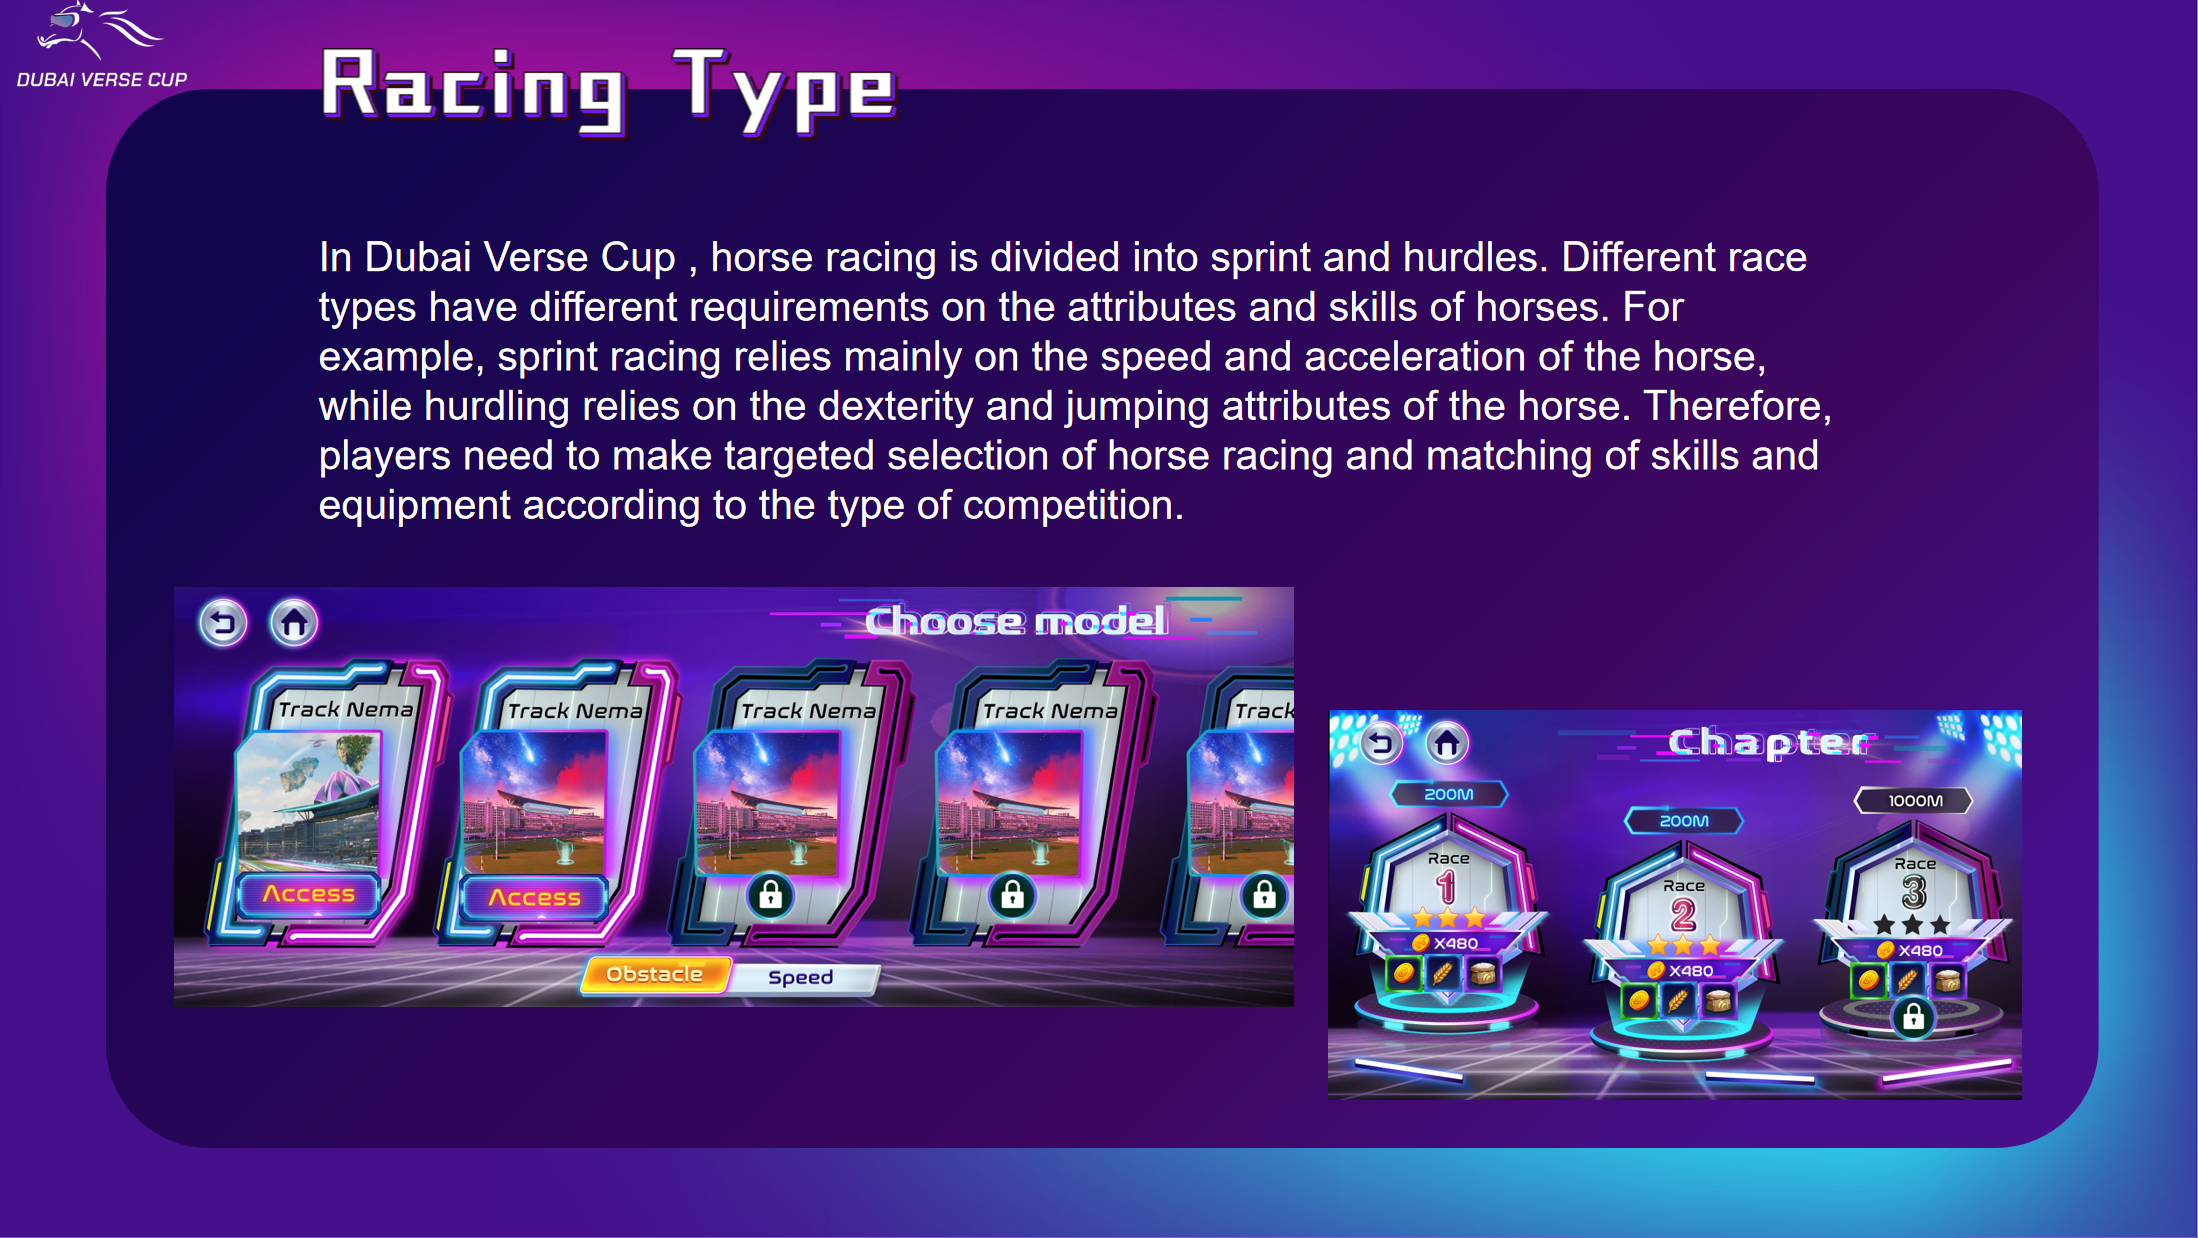 DUBAI VERSE CUP
Racing Type
In Dubai Verse Cup , horse racing is divided into sprint and hurdles. Different race
types have different requirements on the attributes and skills of horses. For
example, sprint racing relies mainly on the speed and acceleration of the horse,
while hurdling relies on the dexterity and jumping attributes of the horse. Therefore,
players need to make targeted selection of horse racing and matching of skills and
equipment according to the type of competition.
Choose model
Track Nema
Track Nema
Track Nema
Track Nema
Track
Access
Access
Obstacle
Speed
Chapter
200M
Race
1
X480
200M
Race
2
X480
1000M
Race
3
X480